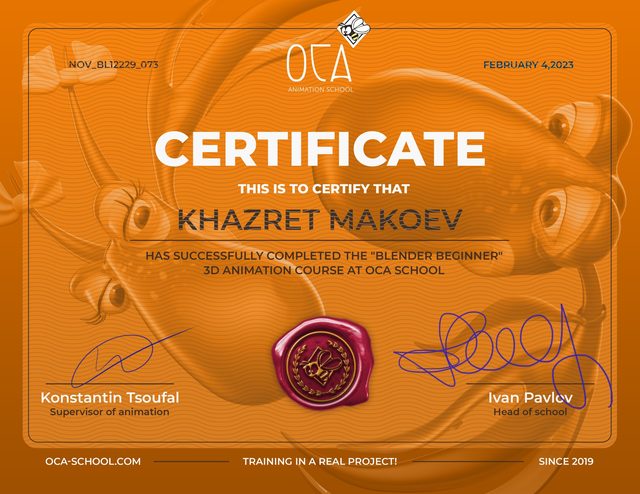 NOV_BL12229_073
OCA
ANIMATION SCHOOL
FEBRUARY 4,2023
CERTIFICATE
THIS IS TO CERTIFY THAT
KHAZRET MAKOEV
HAS SUCCESSFULLY COMPLETED THE "BLENDER BEGINNER"
3D ANIMATION COURSE AT OCA SCHOOL
Konstantin Tsoufal
Supervisor of animation
Ivan Pavlov
Head of school
OCA-SCHOOL.COM
TRAINING IN A REAL PROJECT!
SINCE 2019